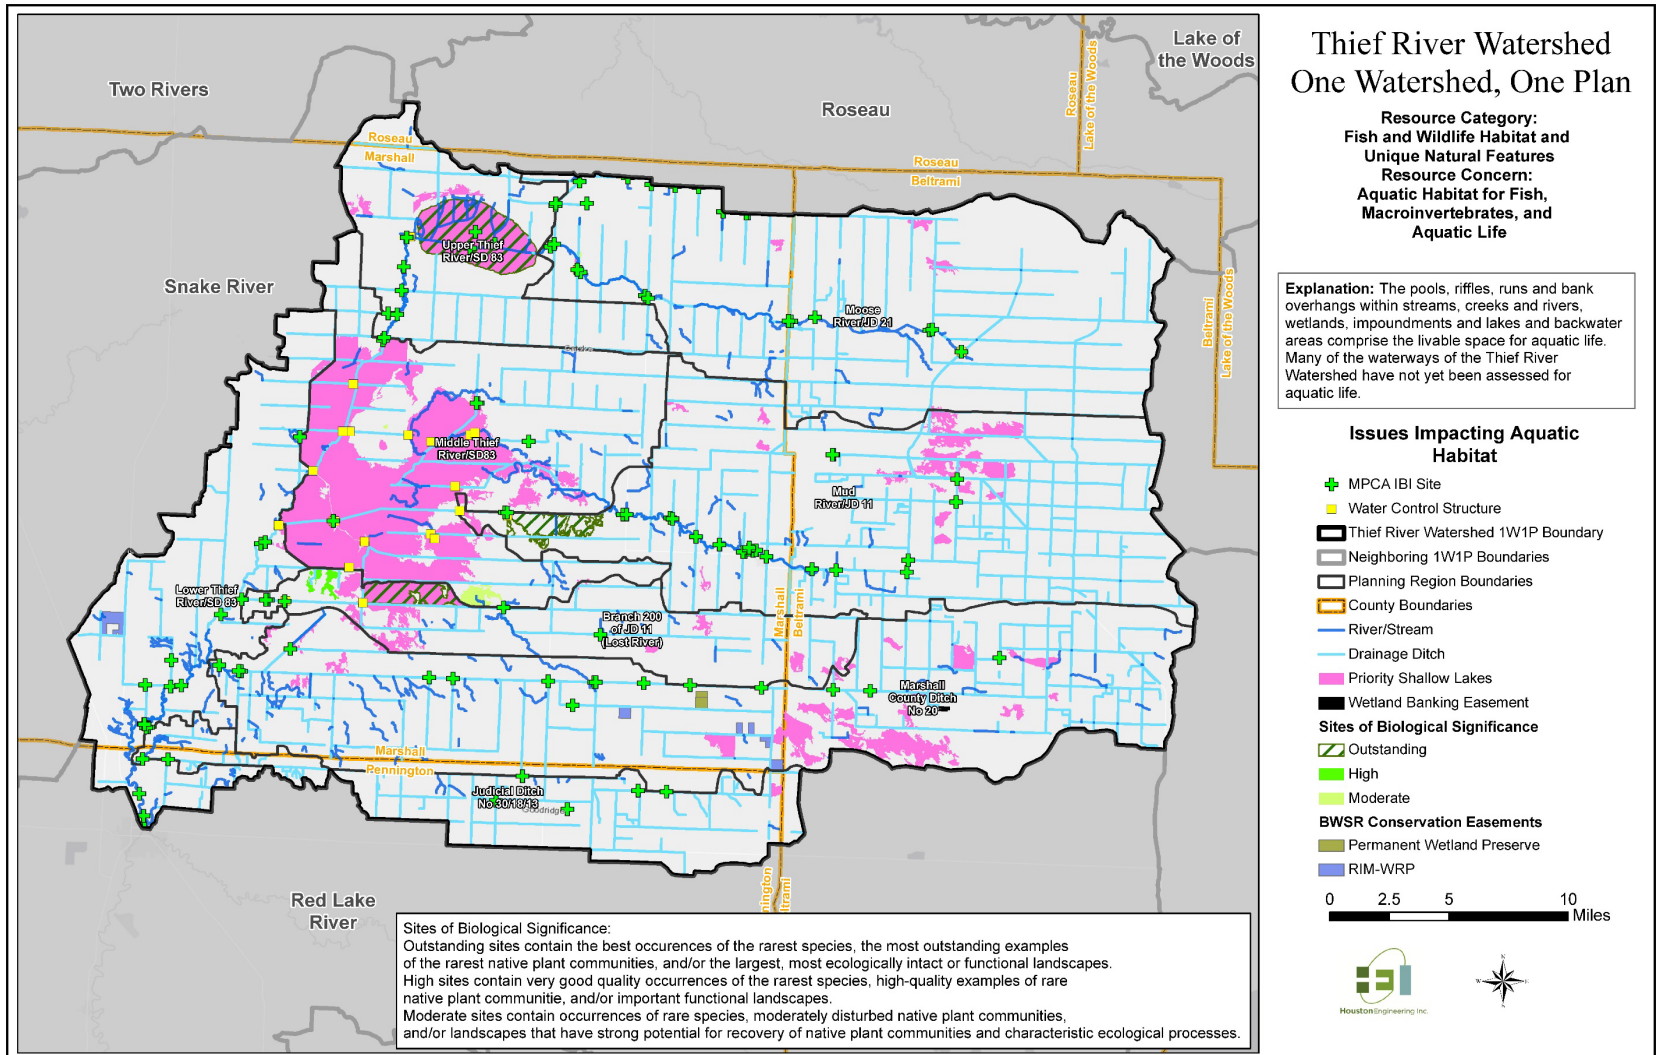 Thief River Watershed
One Watershed, One Plan
Resource Category:
Fish and Wildlife Habitat and
Unique Natural Features
Resource Concern:
Aquatic Habitat for Fish,
Macroinvertebrates, and
Aquatic Life
Explanation: The pools, riffles, runs and bank
overhangs within streams, creeks and rivers,
wetlands, impoundments and lakes and backwater
areas comprise the livable space for aquatic life.
Many of the waterways of the Thief River
Watershed have not yet been assessed for
aquatic life.
Issues Impacting Aquatic
Habitat
MPCA IBI Site
Water Control Structure
Thief River Watershed 1W1P Boundary
Neighboring 1W1P Boundaries
Planning Region Boundaries
County Boundaries
River/Stream
Drainage Ditch
Priority Shallow Lakes
Wetland Banking Easement
Sites of Biological Significance
Outstanding
High
Moderate
BWSR Conservation Easements
Permanent Wetland Preserve
RIM-WRP
0 2.5 5 10
Miles
Houston Engineering Inc.
N
W E
S
Lake of
the Woods
Two Rivers
Roseau
Roseau
Lake of the Woods
Roseau
Marshall
Roseau
Beltrami
Snake River
Upper Thief
River/SD 83
Moose
River/JD 21
Beltrami
Lake of the Woods
Middle Thief
River/SD83
Mud
River/JD 11
Lower Thief
River/SD 83
Marshall
Beltrami
Branch 200
of JD 11
(Lost River)
Marshall
County Ditch
No 20
Marshall
Pennington
Judicial Ditch
No 30/18/13
Goodridge
nnington
ltrami
Red Lake
River
Sites of Biological Significance:
Outstanding sites contain the best occurences of the rarest species, the most outstanding examples
of the rarest native plant communities, and/or the largest, most ecologically intact or functional landscapes.
High sites contain very good quality occurrences of the rarest species, high-quality examples of rare
native plant communitie, and/or important functional landscapes.
Moderate sites contain occurrences of rare species, moderately disturbed native plant communities,
and/or landscapes that have strong potential for recovery of native plant communities and characteristic ecological processes.